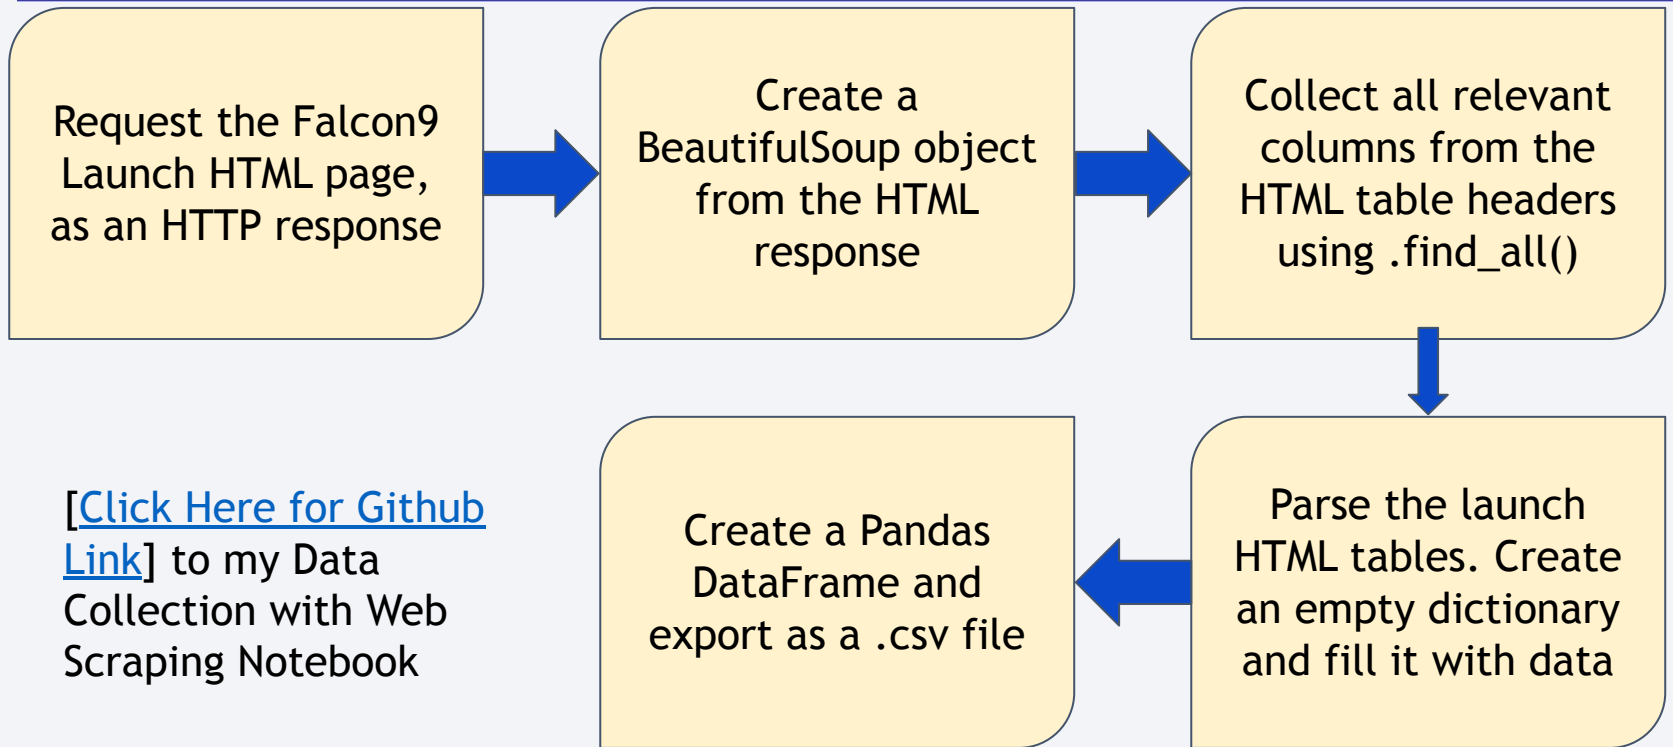 Request the Falcon9
Launch HTML page,
as an HTTP response
Create a
BeautifulSoup object
from the HTML
response
Collect all relevant
columns from the
HTML table headers
using .find_all()
Parse the launch
HTML tables. Create
an empty dictionary
and fill it with data
Create a Pandas
DataFrame and
export as a .csv file
[Click Here for Github
Link] to my Data
Collection with Web
Scraping Notebook